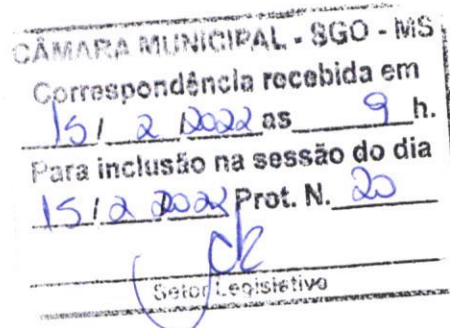 CÂMARA MUNICIPAL - SGO - MS
Correspondência recebida em
15/ 2 /2022 as 9 h.
Para inclusão na sessão do dia
15/2 2022 Prot. N. 20
Setor Legislativo